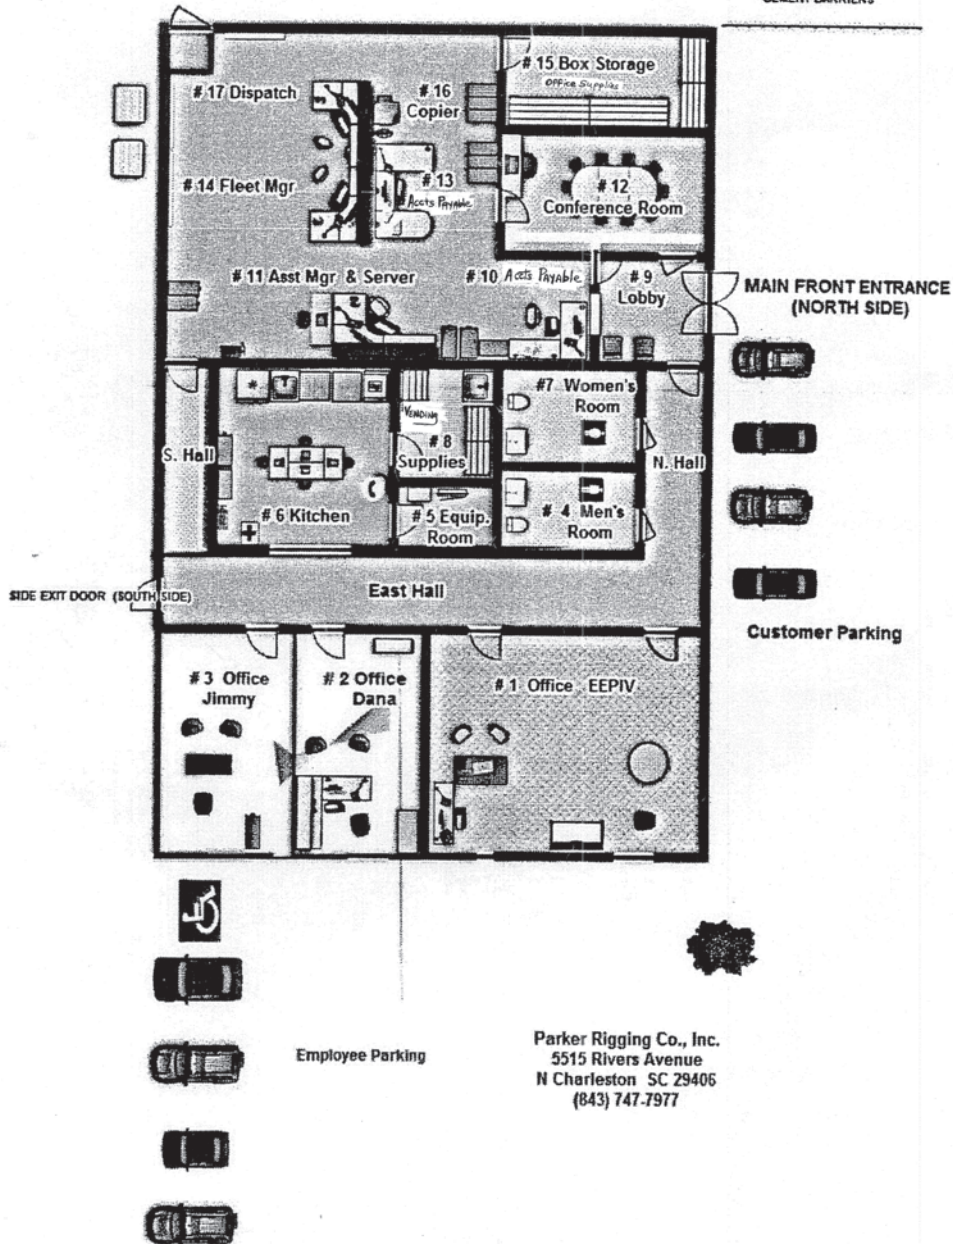 CEMENT BARRIERS
# 15 Box Storage
Office Supplies
# 17 Dispatch
# 16
Copier
# 14 Fleet Mgr
# 13
Accts Payable
# 12
Conference Room
# 11 Asst Mgr & Server
# 10 Accts Payable
# 9
Lobby
MAIN FRONT ENTRANCE
(NORTH SIDE)
#7 Women's
Room
VENDING
# 8
Supplies
S. Hall
N. Hall
# 6 Kitchen
# 5 Equip.
Room
# 4 Men's
Room
East Hall
SIDE EXIT DOOR (SOUTH SIDE)
Customer Parking
# 3 Office
Jimmy
# 2 Office
Dana
# 1 Office EEPIV
Employee Parking
Parker Rigging Co., Inc.
5515 Rivers Avenue
N Charleston SC 29406
(843) 747-7977